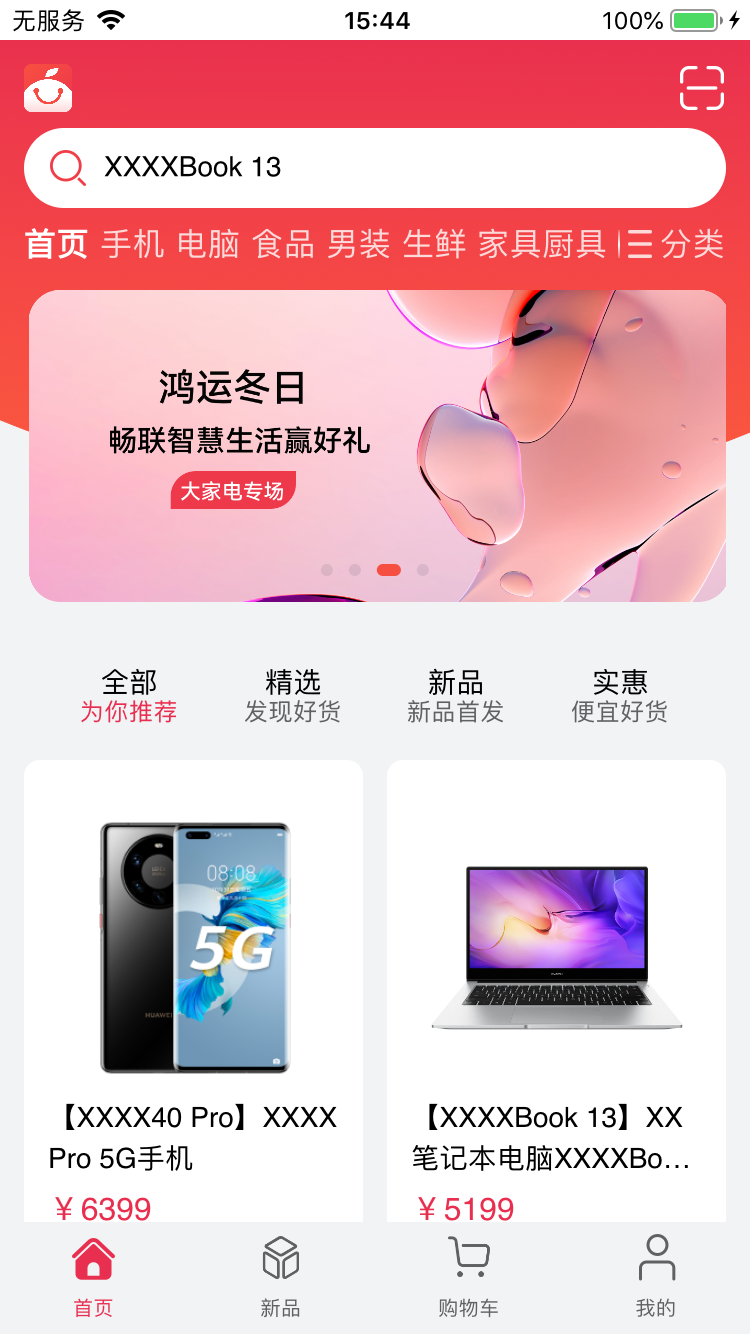 无服务 15:44 100%
XXXXBook 13
首页 手机 电脑 食品 男装 生鲜 家具厨具 分类
鸿运冬日
畅联智慧生活赢好礼
大家电专场
全部 精选 新品 实惠
为你推荐 发现好货 新品首发 便宜好货
08:08
5G
HUAWEI
【XXXX40 Pro】XXXX
Pro 5G手机
￥6399
【XXXXBook 13】XX
笔记本电脑XXXXBo...
￥5199
首页 新品 购物车 我的